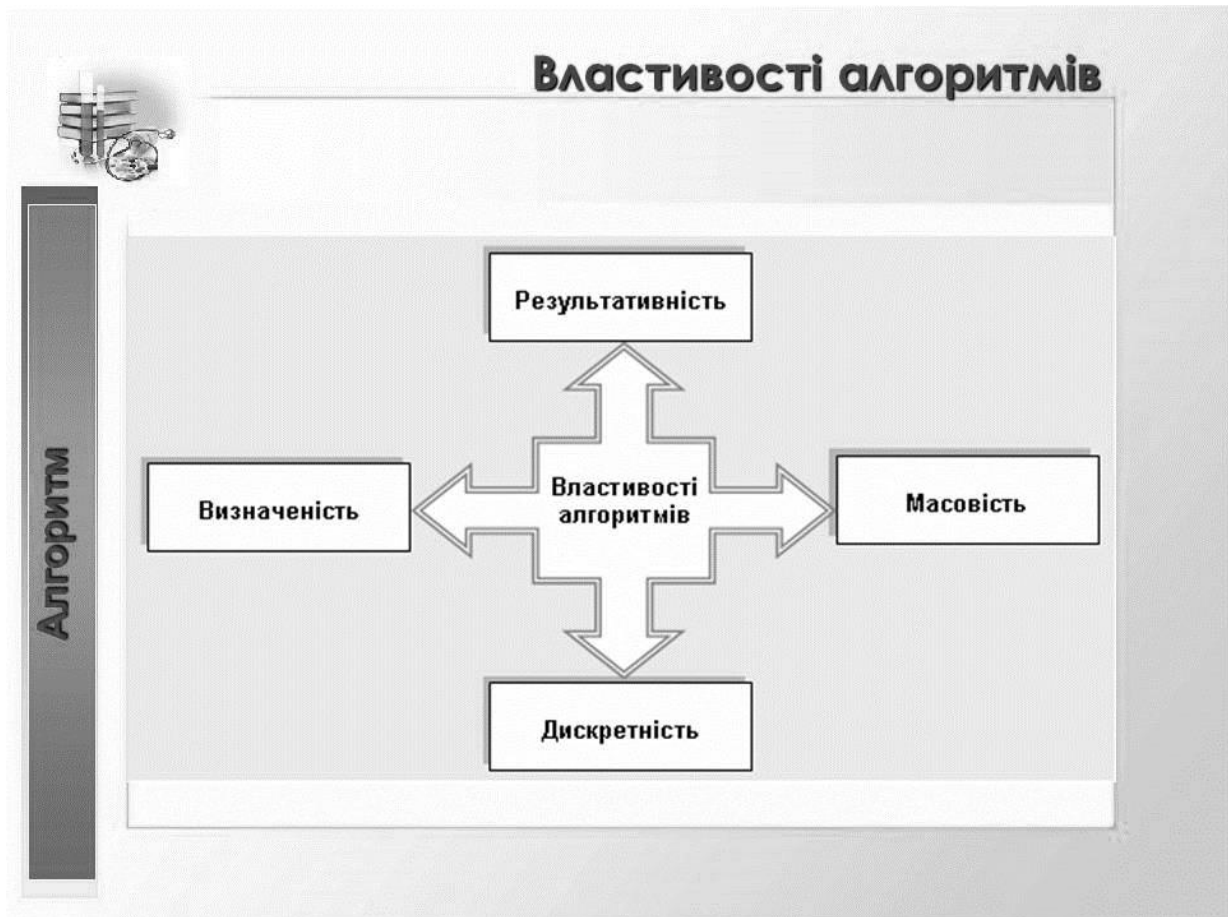 Властивості алгоритмів
Алгоритм
Результативність
Визначеність
Властивості
алгоритмів
Масовість
Дискретність